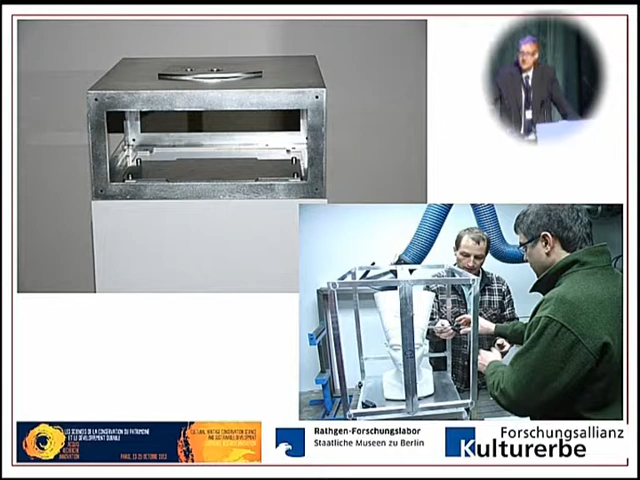 LES SCIENCES DE LA CONSERVATION DU PATRIMOINE
ET LE DÉVELOPPEMENT DURABLE
PARIS, 23-25 OCTOBRE 2013
CULTURAL HERITAGE CONSERVATION SCIENCE
AND SUSTAINABLE DEVELOPMENT
Rathgen-Forschungslabor
Staatliche Museen zu Berlin
Forschungsallianz
Kulturerbe